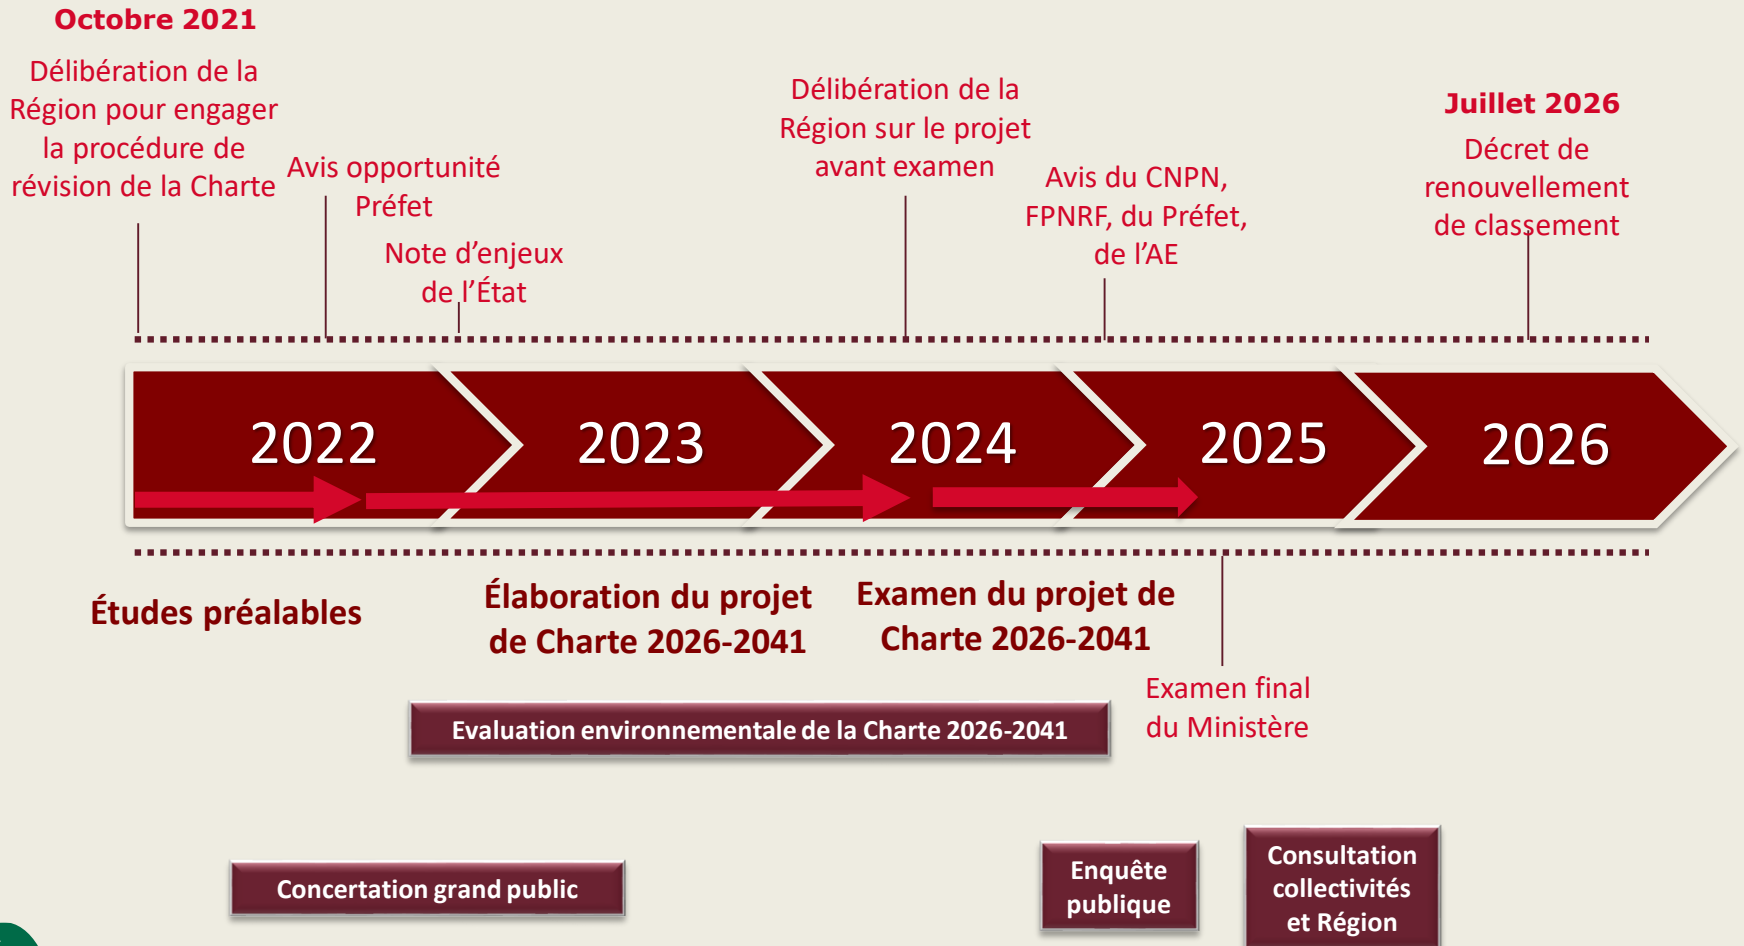 Octobre 2021
Délibération de la
Région pour engager
la procédure de
révision de la Charte
Avis opportunité
Préfet
Note d’enjeux
de l’État
Délibération de la
Région sur le projet
avant examen
Avis du CNPN,
FPNRF, du Préfet,
de l’AE
Juillet 2026
Décret de
renouvellement
de classement
2022
2023
2024
2025
2026
Études préalables
Élaboration du projet
de Charte 2026-2041
Examen du projet de
Charte 2026-2041
Examen final
du Ministère
Evaluation environnementale de la Charte 2026-2041
Concertation grand public
Enquête
publique
Consultation
collectivités
et Région